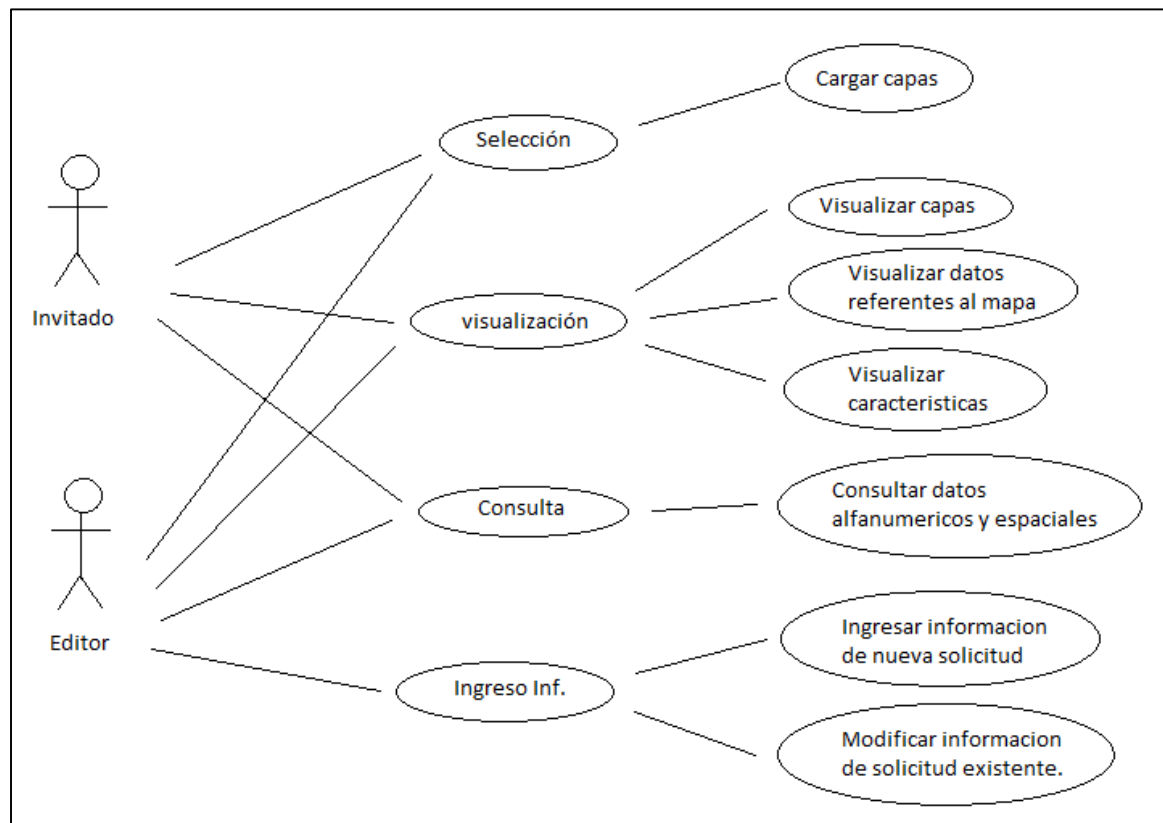 Cargar capas
Selección
Visualizar capas
Visualizar datos
referentes al mapa
Invitado
visualización
Visualizar
caracteristicas
Consulta
Consultar datos
alfanumericos y espaciales
Editor
Ingresar informacion
de nueva solicitud
Ingreso Inf.
Modificar informacion
de solicitud existente.